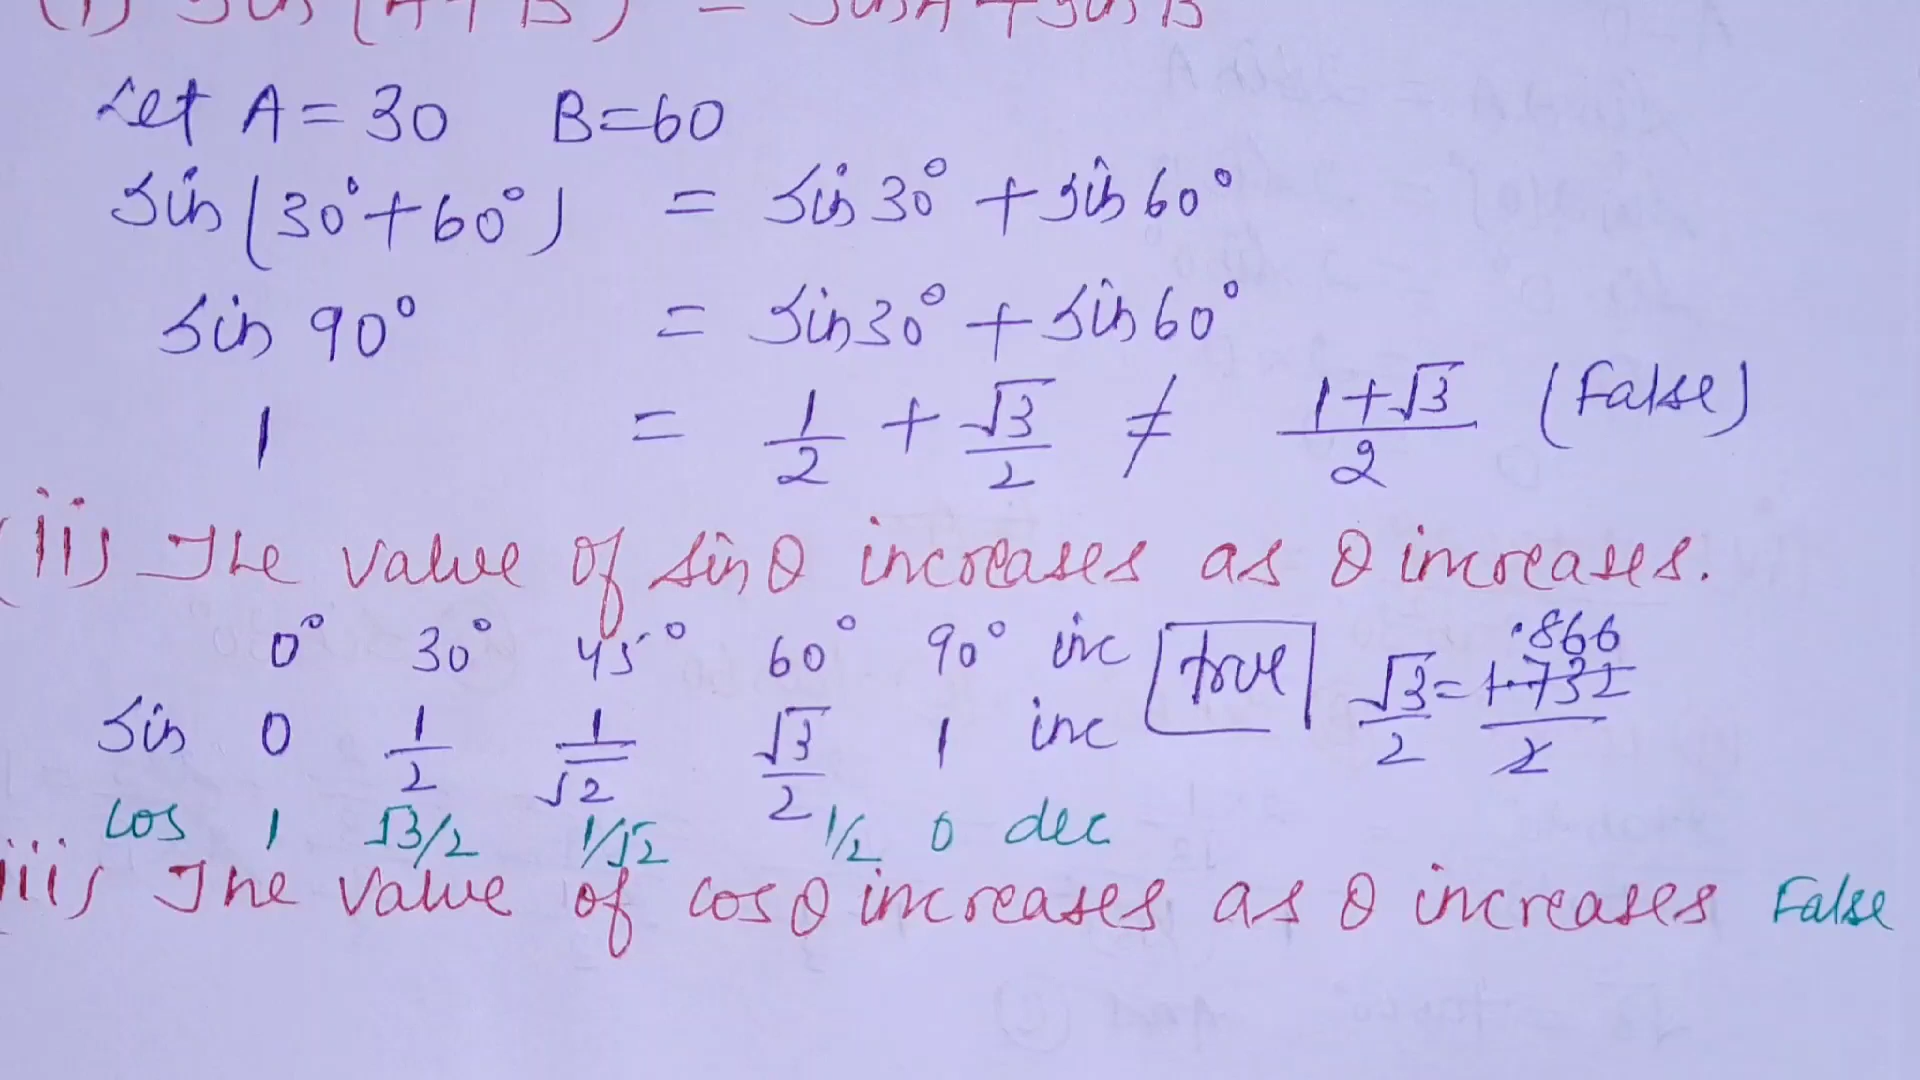 (i) sin (A+B) = sinA + sin B
Let A = 30 B=60
sin (30°+60°) = sin 30° + sin 60°
sin 90° = sin 30° + sin 60°
1 = 1/2 + √3/2 ≠ (1+√3)/2 (False)
(ii) The value of sin θ increases as θ increases.
0° 30° 45° 60° 90° inc true √3/2 = 1.732/2 .866
sin 0 1/2 1/√2 √3/2 1 inc
cos 1 √3/2 1/√2 1/2 0 dec
iii) The value of cos θ increases as θ increases False